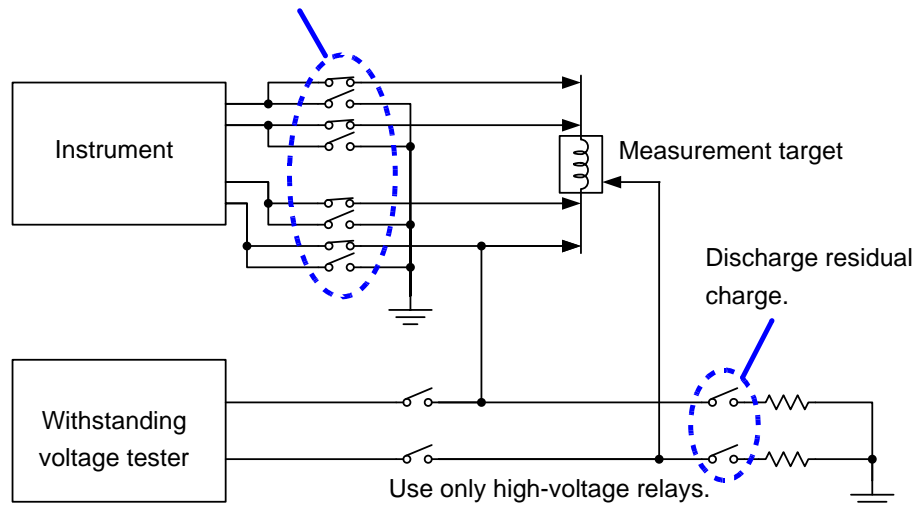 Instrument
Measurement target
Discharge residual
charge.
Withstanding
voltage tester
Use only high-voltage relays.